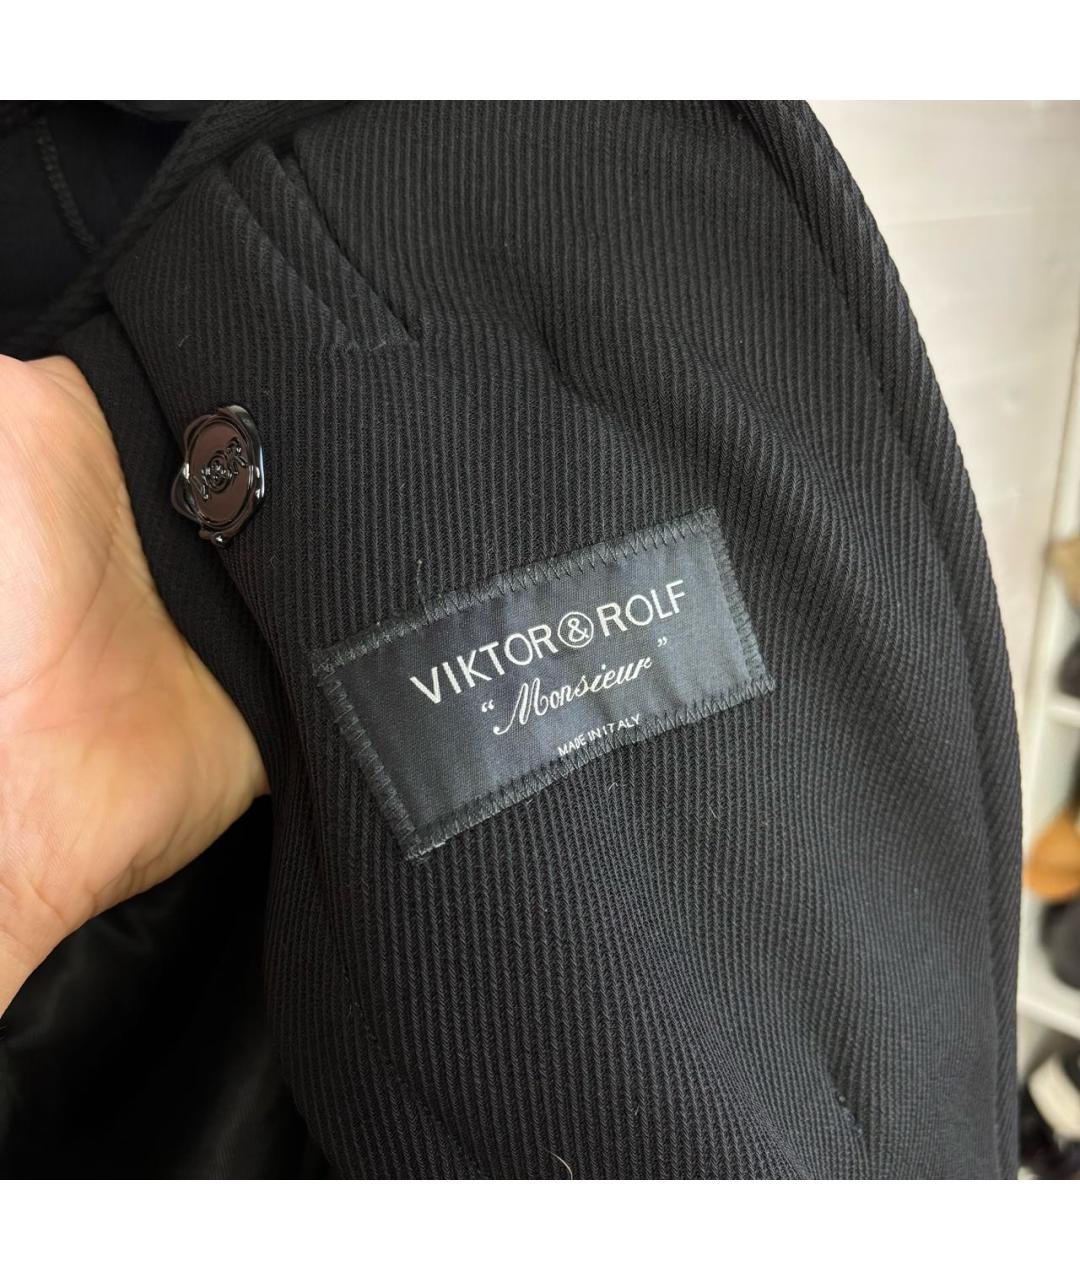 V&R
VIKTOR & ROLF
“Monsieur”
MADE IN ITALY